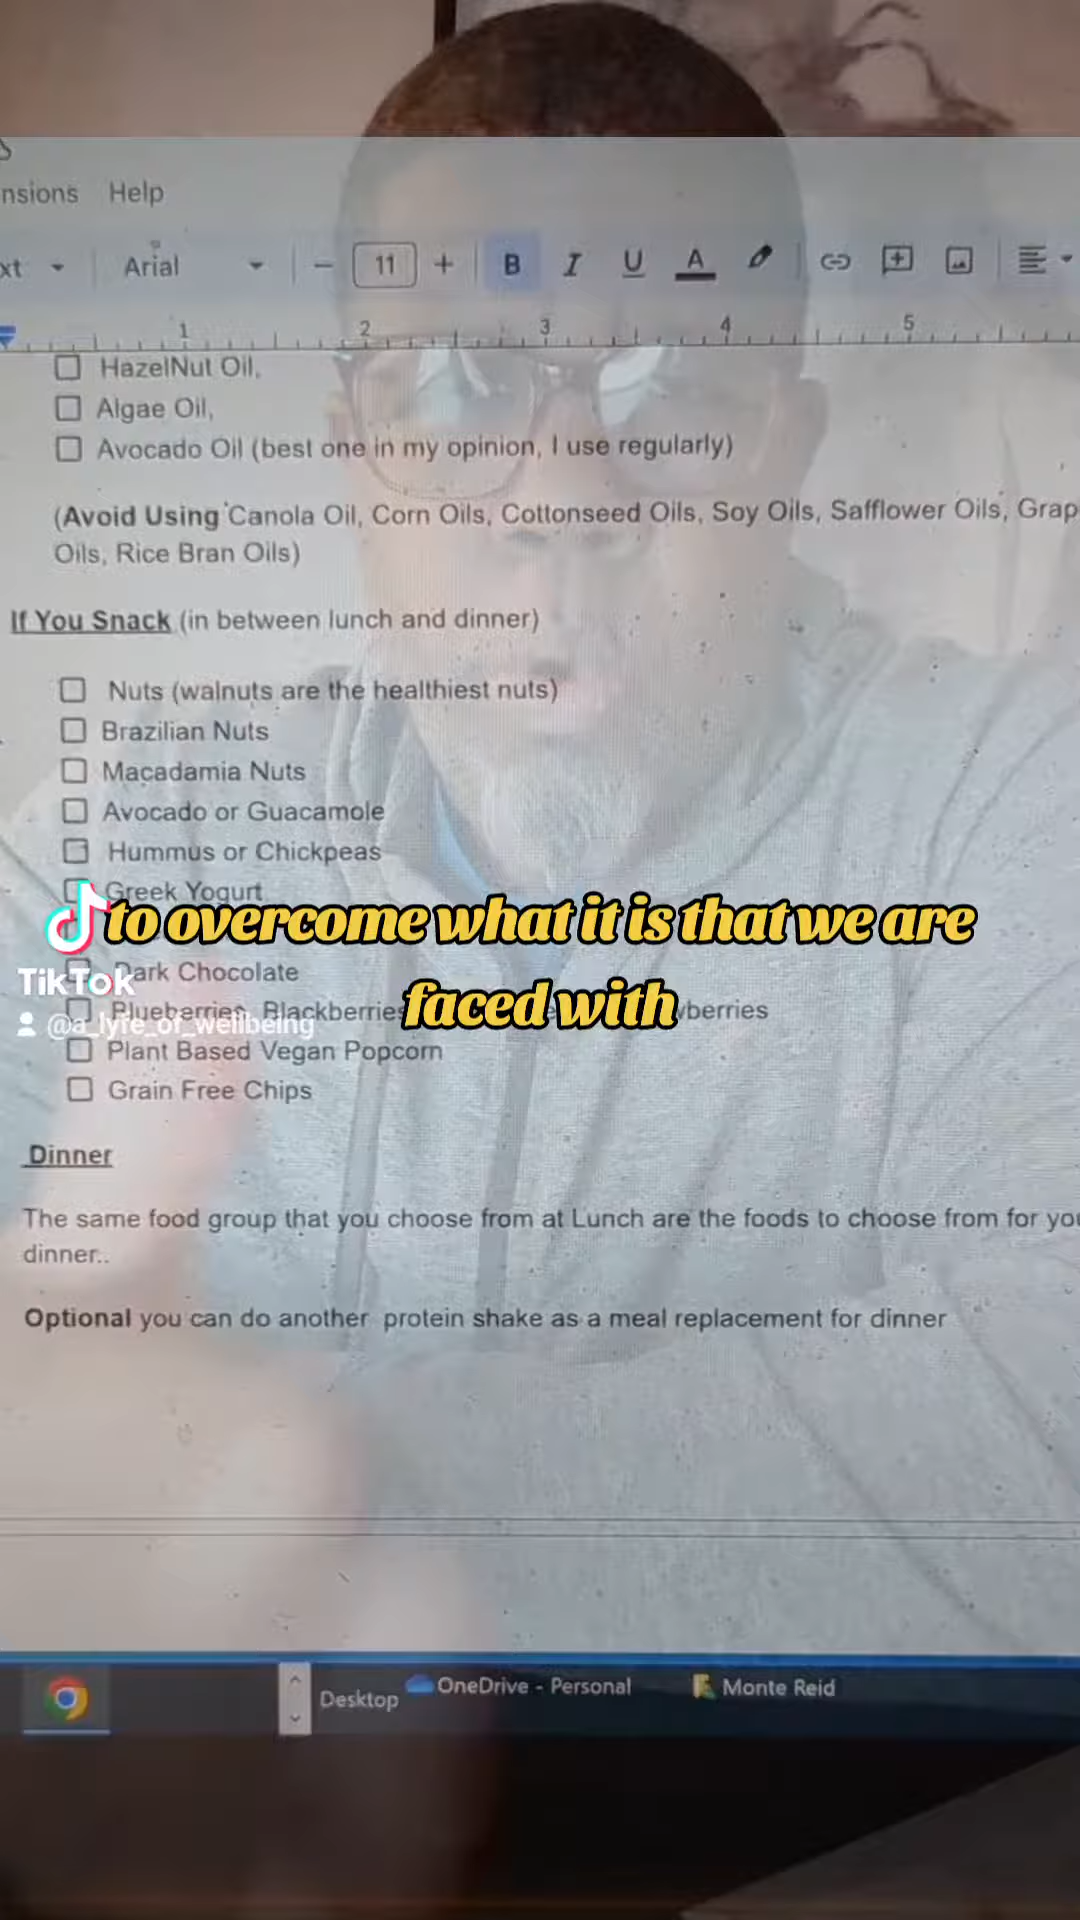 nsions Help
xt Arial − 11 + B I U A
1 2 3 4 5
HazelNut Oil,
Algae Oil,
Avocado Oil (best one in my opinion, I use regularly)
(Avoid Using Canola Oil, Corn Oils, Cottonseed Oils, Soy Oils, Safflower Oils, Grap
Oils, Rice Bran Oils)
If You Snack (in between lunch and dinner)
Nuts (walnuts are the healthiest nuts)
Brazilian Nuts
Macadamia Nuts
Avocado or Guacamole
Hummus or Chickpeas
Greek Yogurt
to overcome what it is that we are
faced with
TikTok
Dark Chocolate
@a_lyfe_of_wellbeing
Blueberries, Blackberries wberries
Plant Based Vegan Popcorn
Grain Free Chips
Dinner
The same food group that you choose from at Lunch are the foods to choose from for you
dinner..
Optional you can do another protein shake as a meal replacement for dinner
Desktop OneDrive - Personal Monte Reid